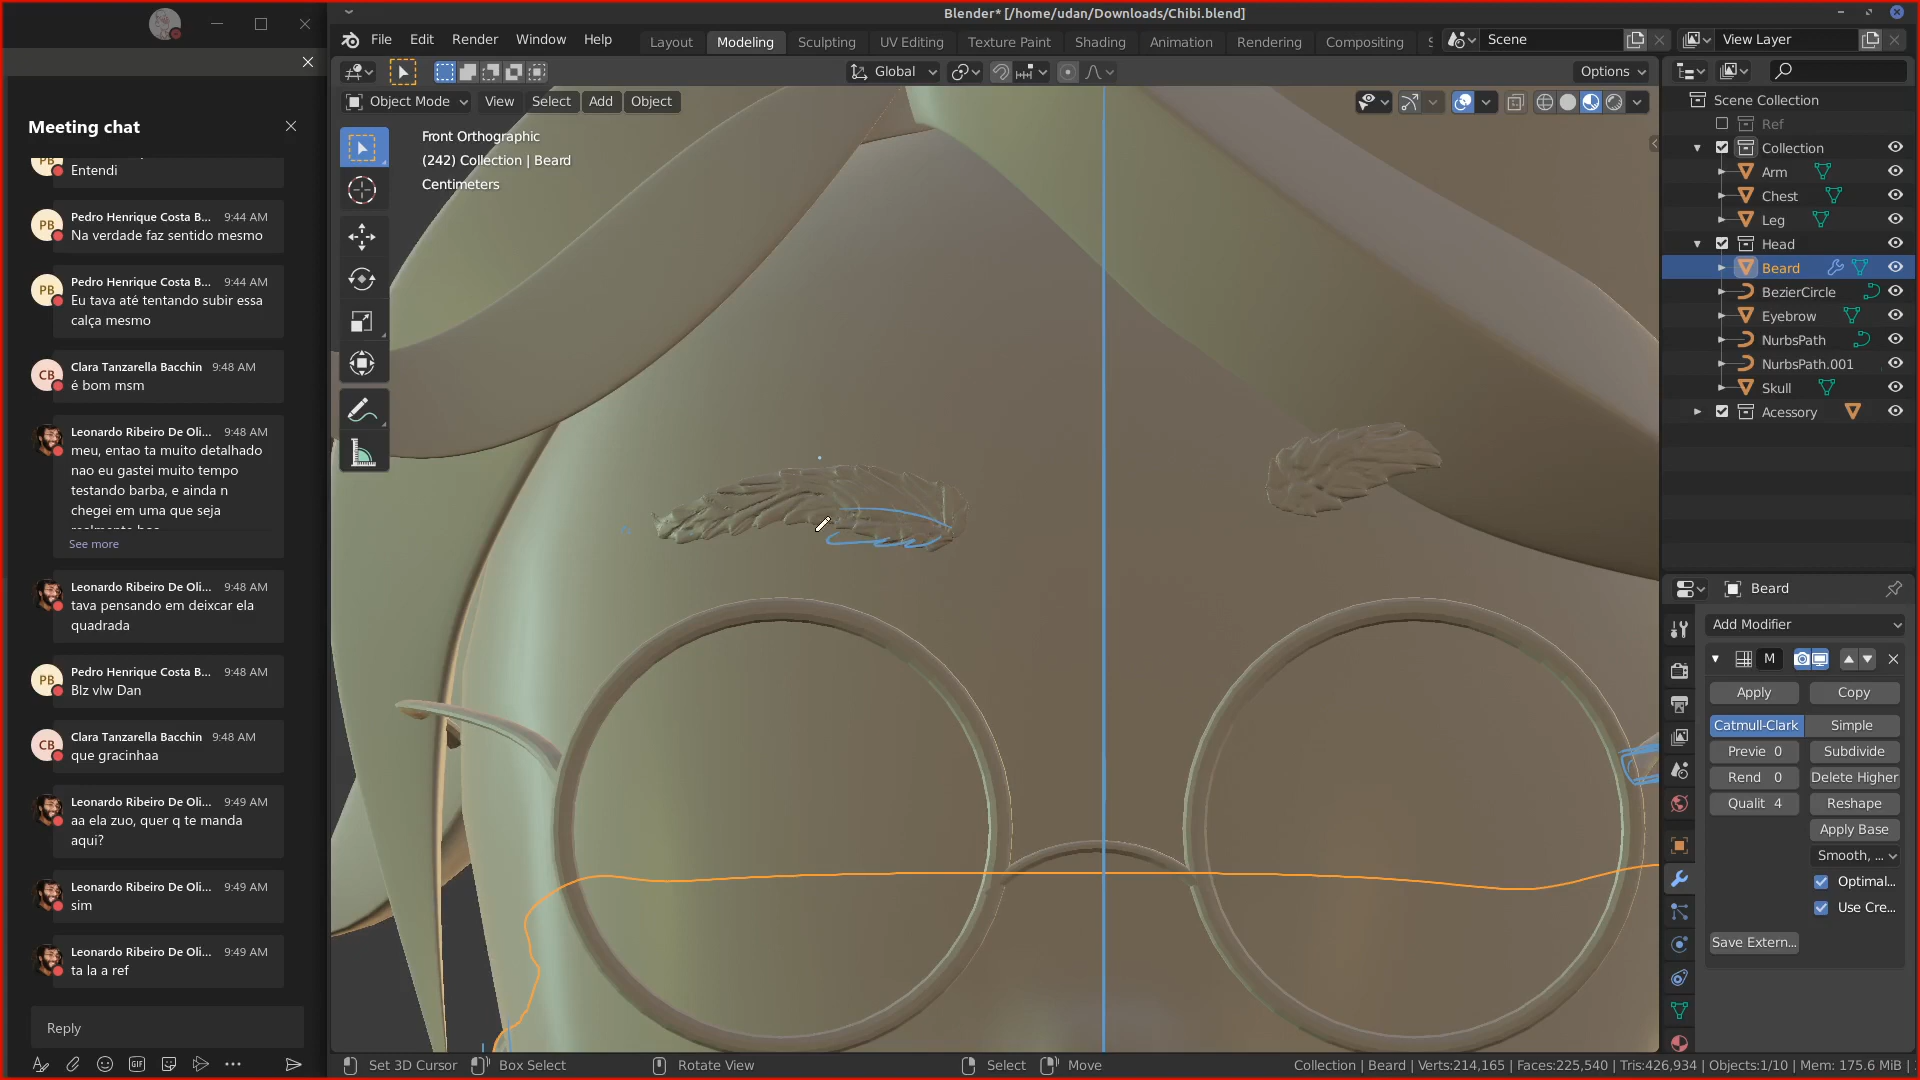 Blender* [/home/udan/Downloads/Chibi.blend]
File Edit Render Window Help
Layout Modeling Sculpting UV Editing Texture Paint Shading Animation Rendering Compositing
Scene
View Layer
Global
Options
Object Mode View Select Add Object
Front Orthographic
(242) Collection | Beard
Centimeters
Meeting chat
PB
Entendi
PB
Pedro Henrique Costa B... 9:44 AM
Na verdade faz sentido mesmo
PB
Pedro Henrique Costa B... 9:44 AM
Eu tava até tentando subir essa
calça mesmo
CB
Clara Tanzarella Bacchin 9:48 AM
é bom msm
Leonardo Ribeiro De Oli... 9:48 AM
meu, entao ta muito detalhado
nao eu gastei muito tempo
testando barba, e ainda n
chegei em uma que seja
See more
Leonardo Ribeiro De Oli... 9:48 AM
tava pensando em deixcar ela
quadrada
PB
Pedro Henrique Costa B... 9:48 AM
Blz vlw Dan
CB
Clara Tanzarella Bacchin 9:48 AM
que gracinhaa
Leonardo Ribeiro De Oli... 9:49 AM
aa ela zuo, quer q te manda
aqui?
Leonardo Ribeiro De Oli... 9:49 AM
sim
Leonardo Ribeiro De Oli... 9:49 AM
ta la a ref
Reply
GIF
Scene Collection
Ref
Collection
Arm
Chest
Leg
Head
Beard
BezierCircle
Eyebrow
NurbsPath
NurbsPath.001
Skull
Acessory
Beard
Add Modifier
M
Apply Copy
Catmull-Clark Simple
Previe 0 Subdivide
Rend 0 Delete Higher
Qualit 4 Reshape
Apply Base
Smooth, ...
Optimal...
Use Cre...
Save Extern...
Set 3D Cursor Box Select Rotate View Select Move
Collection | Beard | Verts:214,165 | Faces:225,540 | Tris:426,934 | Objects:1/10 | Mem: 175.6 MiB |